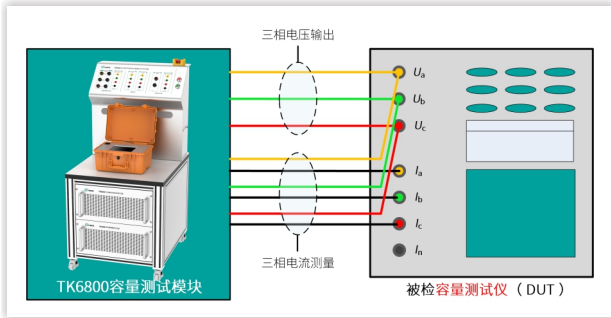 三相电压输出
Ua
Ub
Uc
Ia
Ib
Ic
In
三相电流测量
TK6800容量测试模块
被检容量测试仪（DUT）